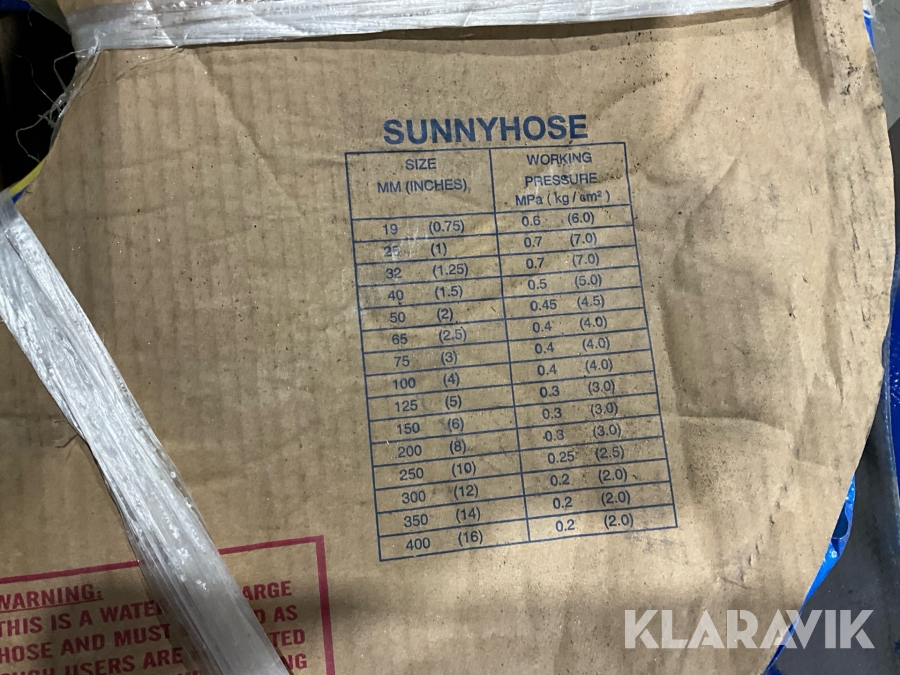 SUNNYHOSE
SIZE MM (INCHES) WORKING PRESSURE MPa ( kg / cm² )
19 (0.75) 0.6 (6.0)
25 (1) 0.7 (7.0)
32 (1.25) 0.7 (7.0)
40 (1.5) 0.5 (5.0)
50 (2) 0.45 (4.5)
65 (2.5) 0.4 (4.0)
75 (3) 0.4 (4.0)
100 (4) 0.4 (4.0)
125 (5) 0.3 (3.0)
150 (6) 0.3 (3.0)
200 (8) 0.3 (3.0)
250 (10) 0.25 (2.5)
300 (12) 0.2 (2.0)
350 (14) 0.2 (2.0)
400 (16) 0.2 (2.0)
WARNING:
THIS IS A WATER
HOSE AND MUST AS
USERS ARE
KLARAVIK